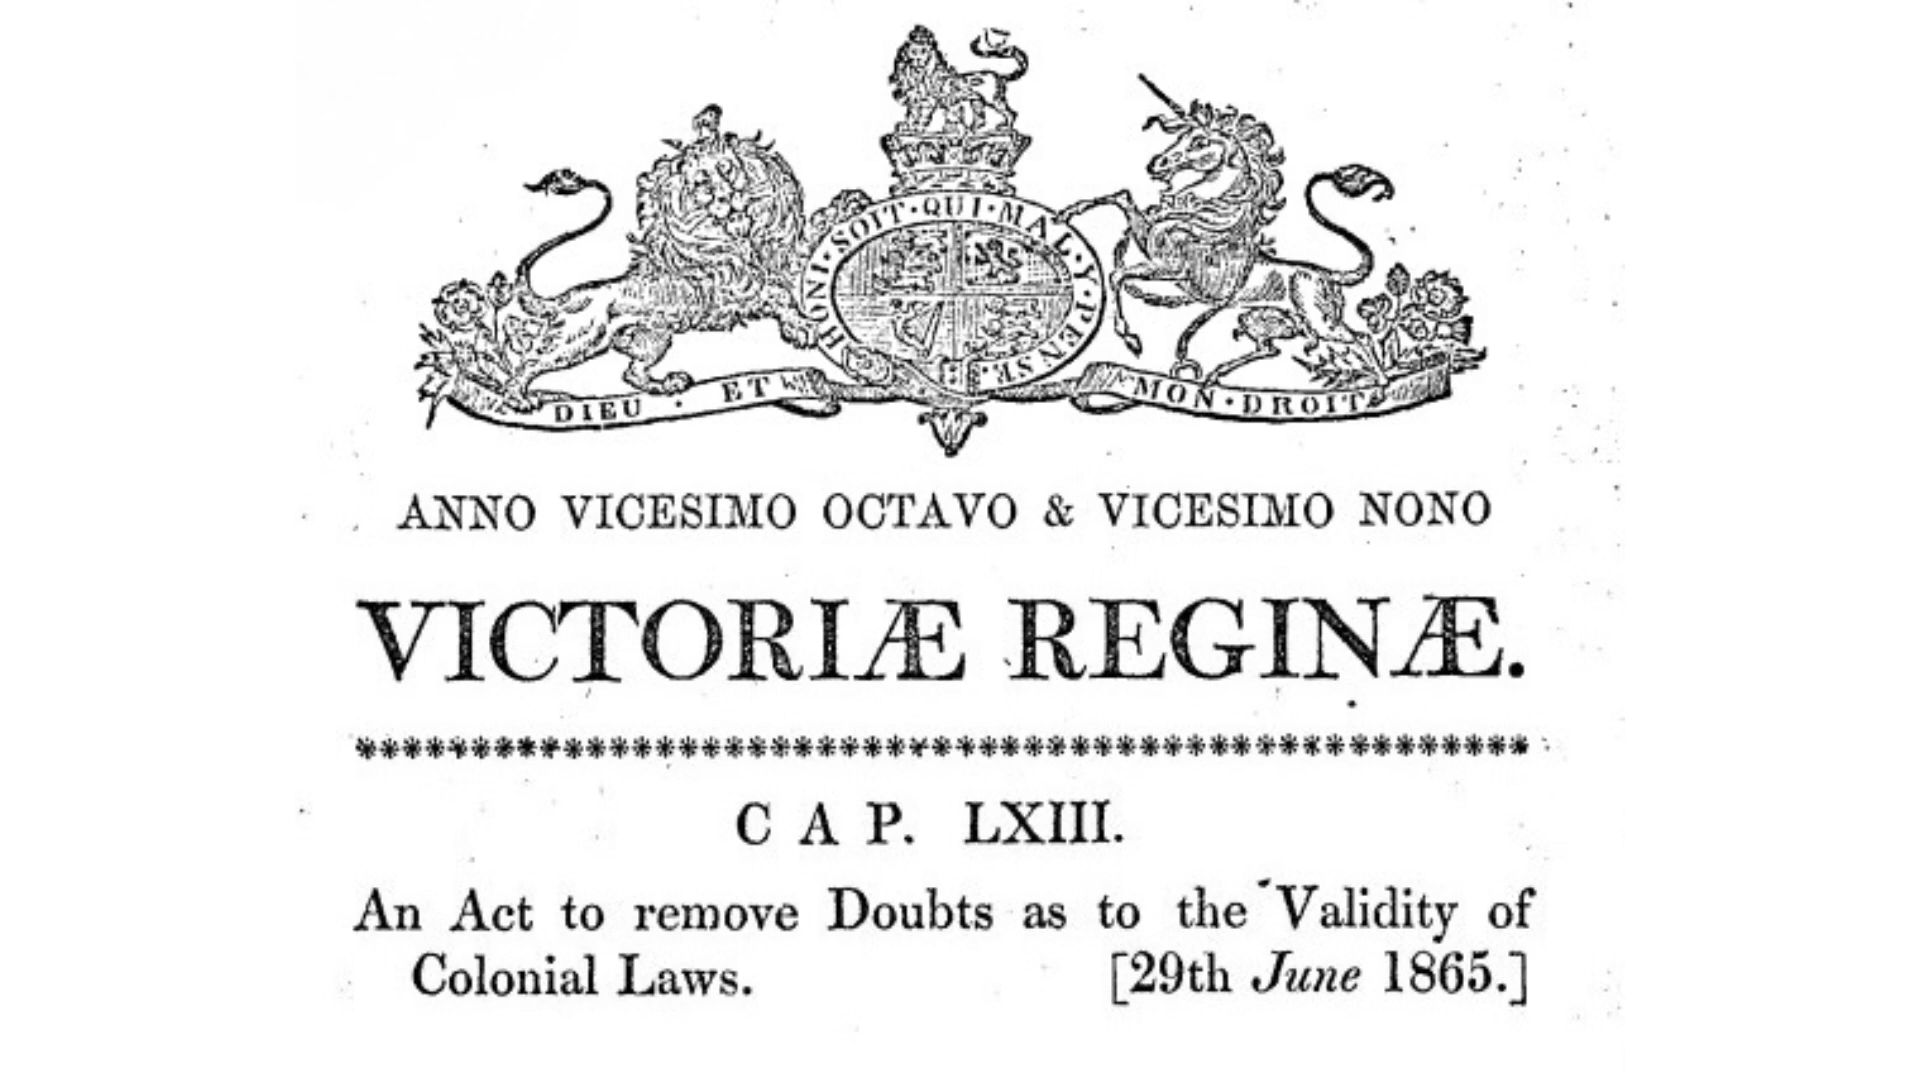 HONI·SOIT·QUI·MAL·Y·PENSE·
DIEU · ET MON·DROIT
ANNO VICESIMO OCTAVO & VICESIMO NONO
VICTORIÆ REGINÆ.
CAP. LXIII.
An Act to remove Doubts as to the Validity of
Colonial Laws. [29th June 1865.]